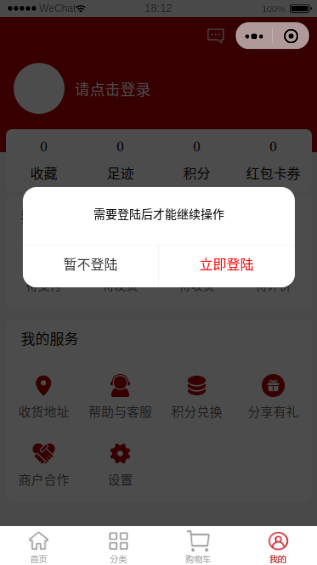 WeChat 18:12 100%
请点击登录
0 0 0 0
收藏 足迹 积分 红包卡券
需要登陆后才能继续操作
暂不登陆 立即登陆
待发货 待收货 待评价
我的服务
收货地址 帮助与客服 积分兑换 分享有礼
商户合作 设置
首页 分类 购物车 我的